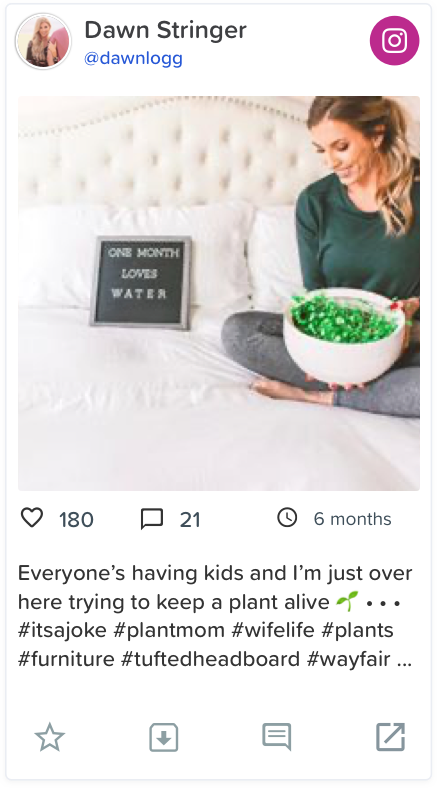 Dawn Stringer
@dawnlogg
ONE MONTH
LOVES
WATER
180
21
6 months
Everyone’s having kids and I’m just over
here trying to keep a plant alive 🌱 • • •
#itsajoke #plantmom #wifelife #plants
#furniture #tuftedheadboard #wayfair ...